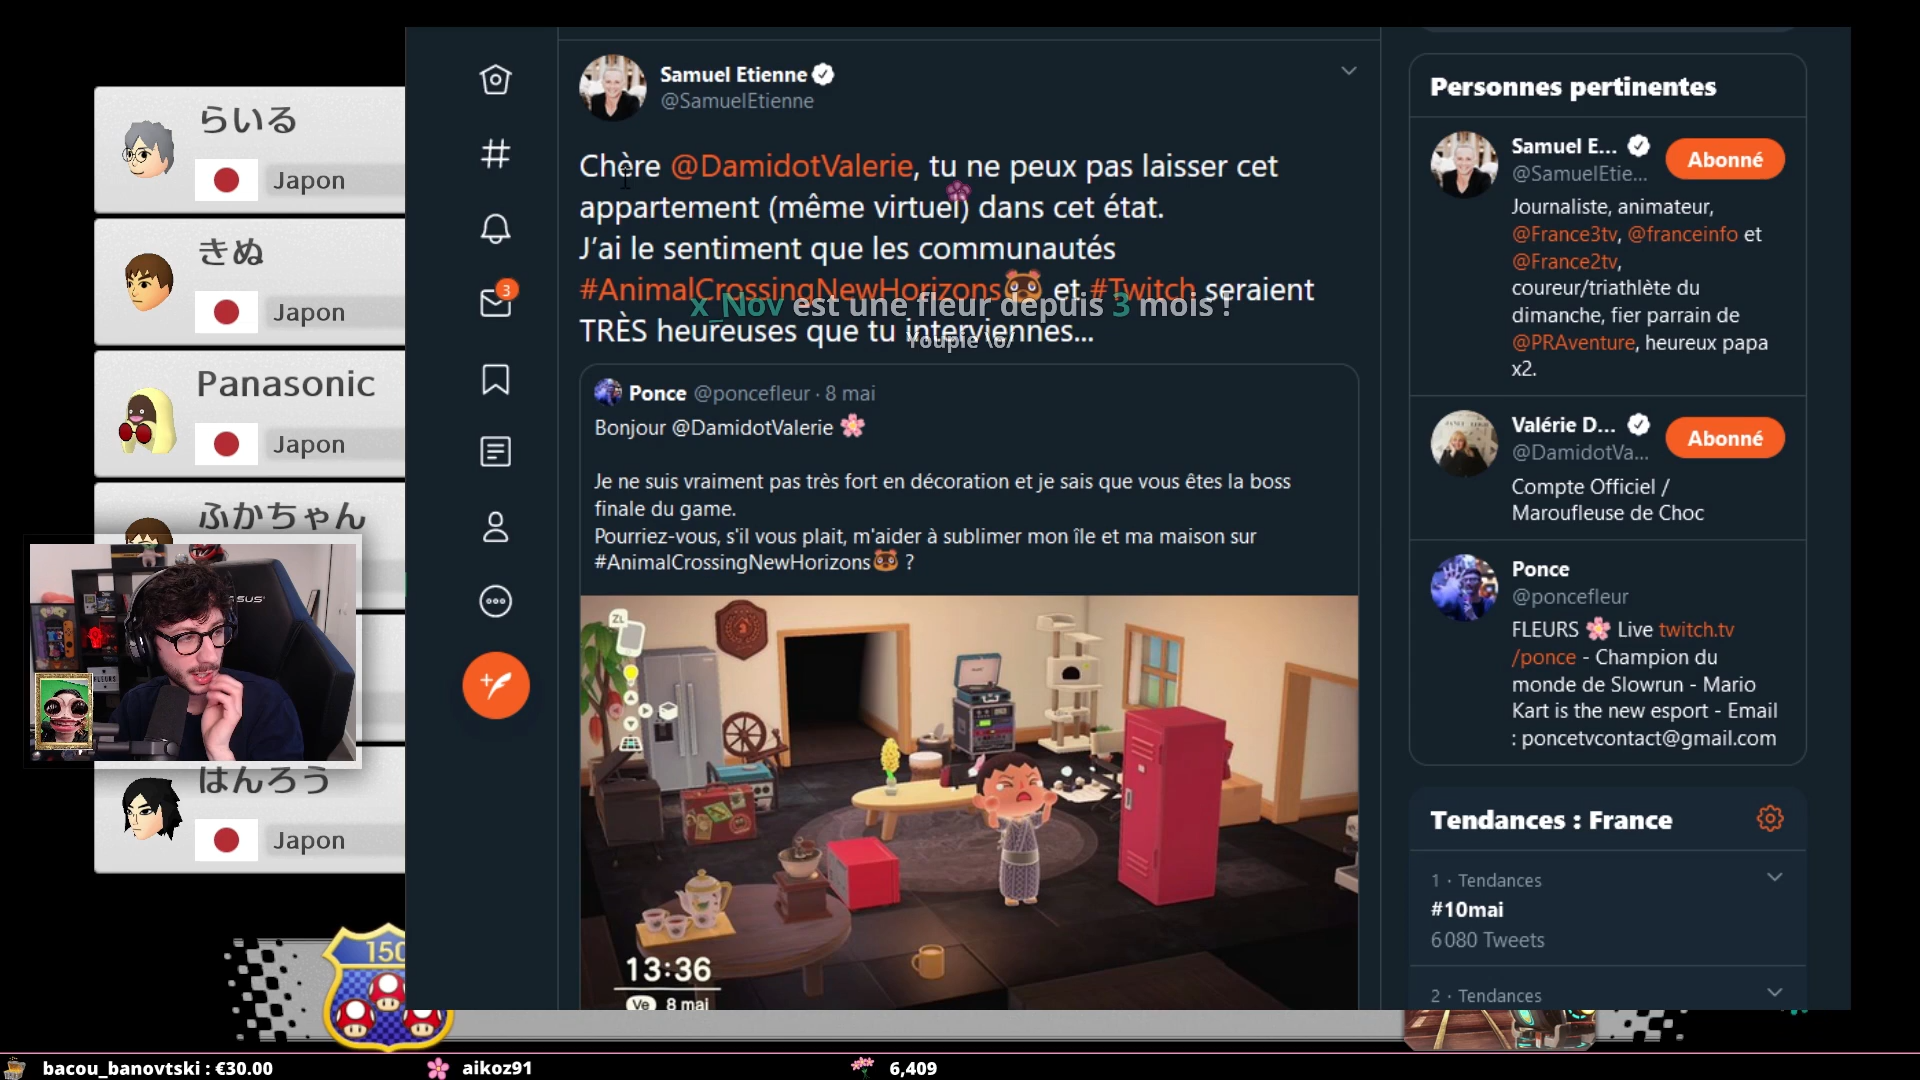 らいる
Japon
きぬ
Japon
Panasonic
Japon
ふかちゃん
はんろう
Japon
150
3
Samuel Etienne
@SamuelEtienne
Chère @DamidotValerie, tu ne peux pas laisser cet
appartement (même virtuel) dans cet état.
J’ai le sentiment que les communautés
#AnimalCrossingNewHorizons et #Twitch seraient
TRÈS heureuses que tu interviennes...
x_Nov est une fleur depuis 3 mois !
Youpie \o/
Ponce @poncefleur · 8 mai
Bonjour @DamidotValerie 🌸
Je ne suis vraiment pas très fort en décoration et je sais que vous êtes la boss
finale du game.
Pourriez-vous, s'il vous plait, m'aider à sublimer mon île et ma maison sur
#AnimalCrossingNewHorizons ?
ZL
13:36
Ve 8 mai
Personnes pertinentes
Samuel E...
@SamuelEtie...
Abonné
Journaliste, animateur,
@France3tv, @franceinfo et
@France2tv,
coureur/triathlète du
dimanche, fier parrain de
@PRAventure, heureux papa
x2.
Valérie D...
@DamidotVa...
Abonné
Compte Officiel /
Maroufleuse de Choc
Ponce
@poncefleur
FLEURS 🌸 Live twitch.tv
/ponce - Champion du
monde de Slowrun - Mario
Kart is the new esport - Email
: poncetvcontact@gmail.com
Tendances : France
1 · Tendances
#10mai
6 080 Tweets
2 · Tendances
bacou_banovtski : €30.00
aikoz91
6,409